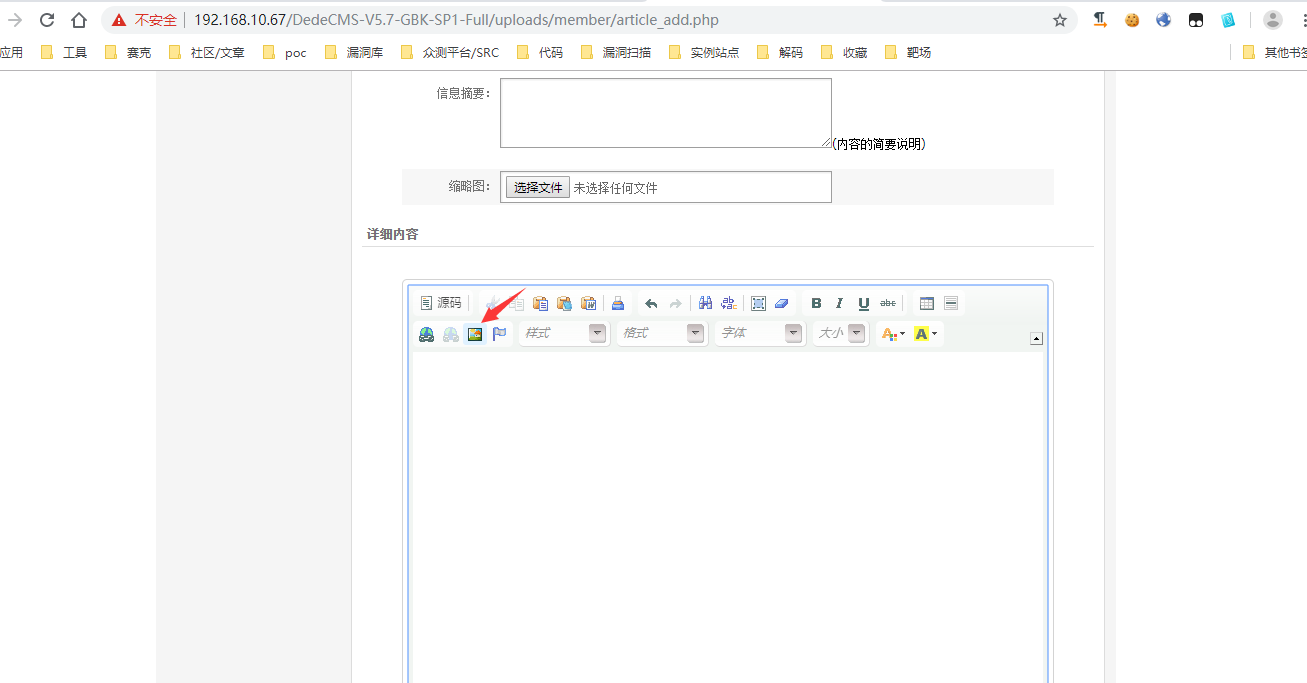 不安全 192.168.10.67/DedeCMS-V5.7-GBK-SP1-Full/uploads/member/article_add.php
应用 工具 赛克 社区/文章 poc 漏洞库 众测平台/SRC 代码 漏洞扫描 实例站点 解码 收藏 靶场 其他书签
信息摘要：
(内容的简要说明)
缩略图： 选择文件 未选择任何文件
详细内容
源码 B I U abc
样式 格式 字体 大小 A A